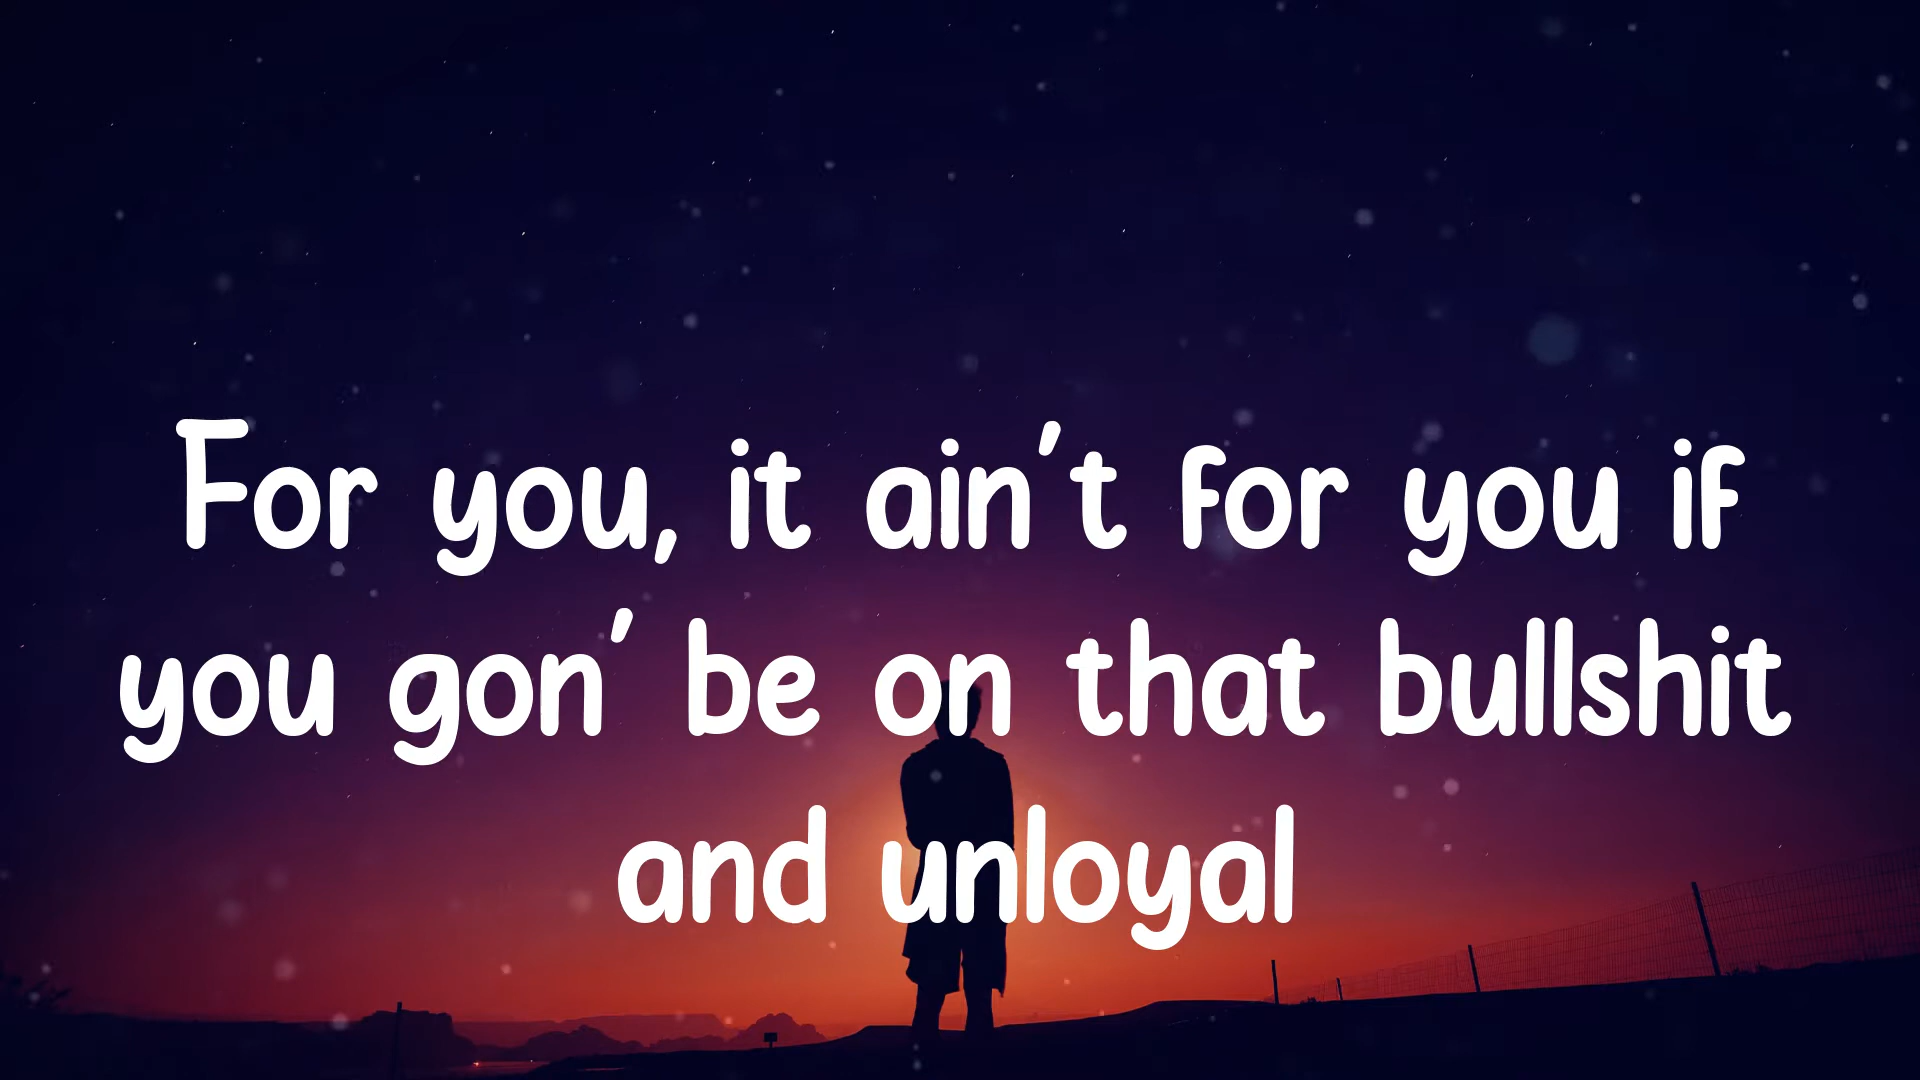 For you, it ain't for you if
you gon' be on that bullshit
and unloyal